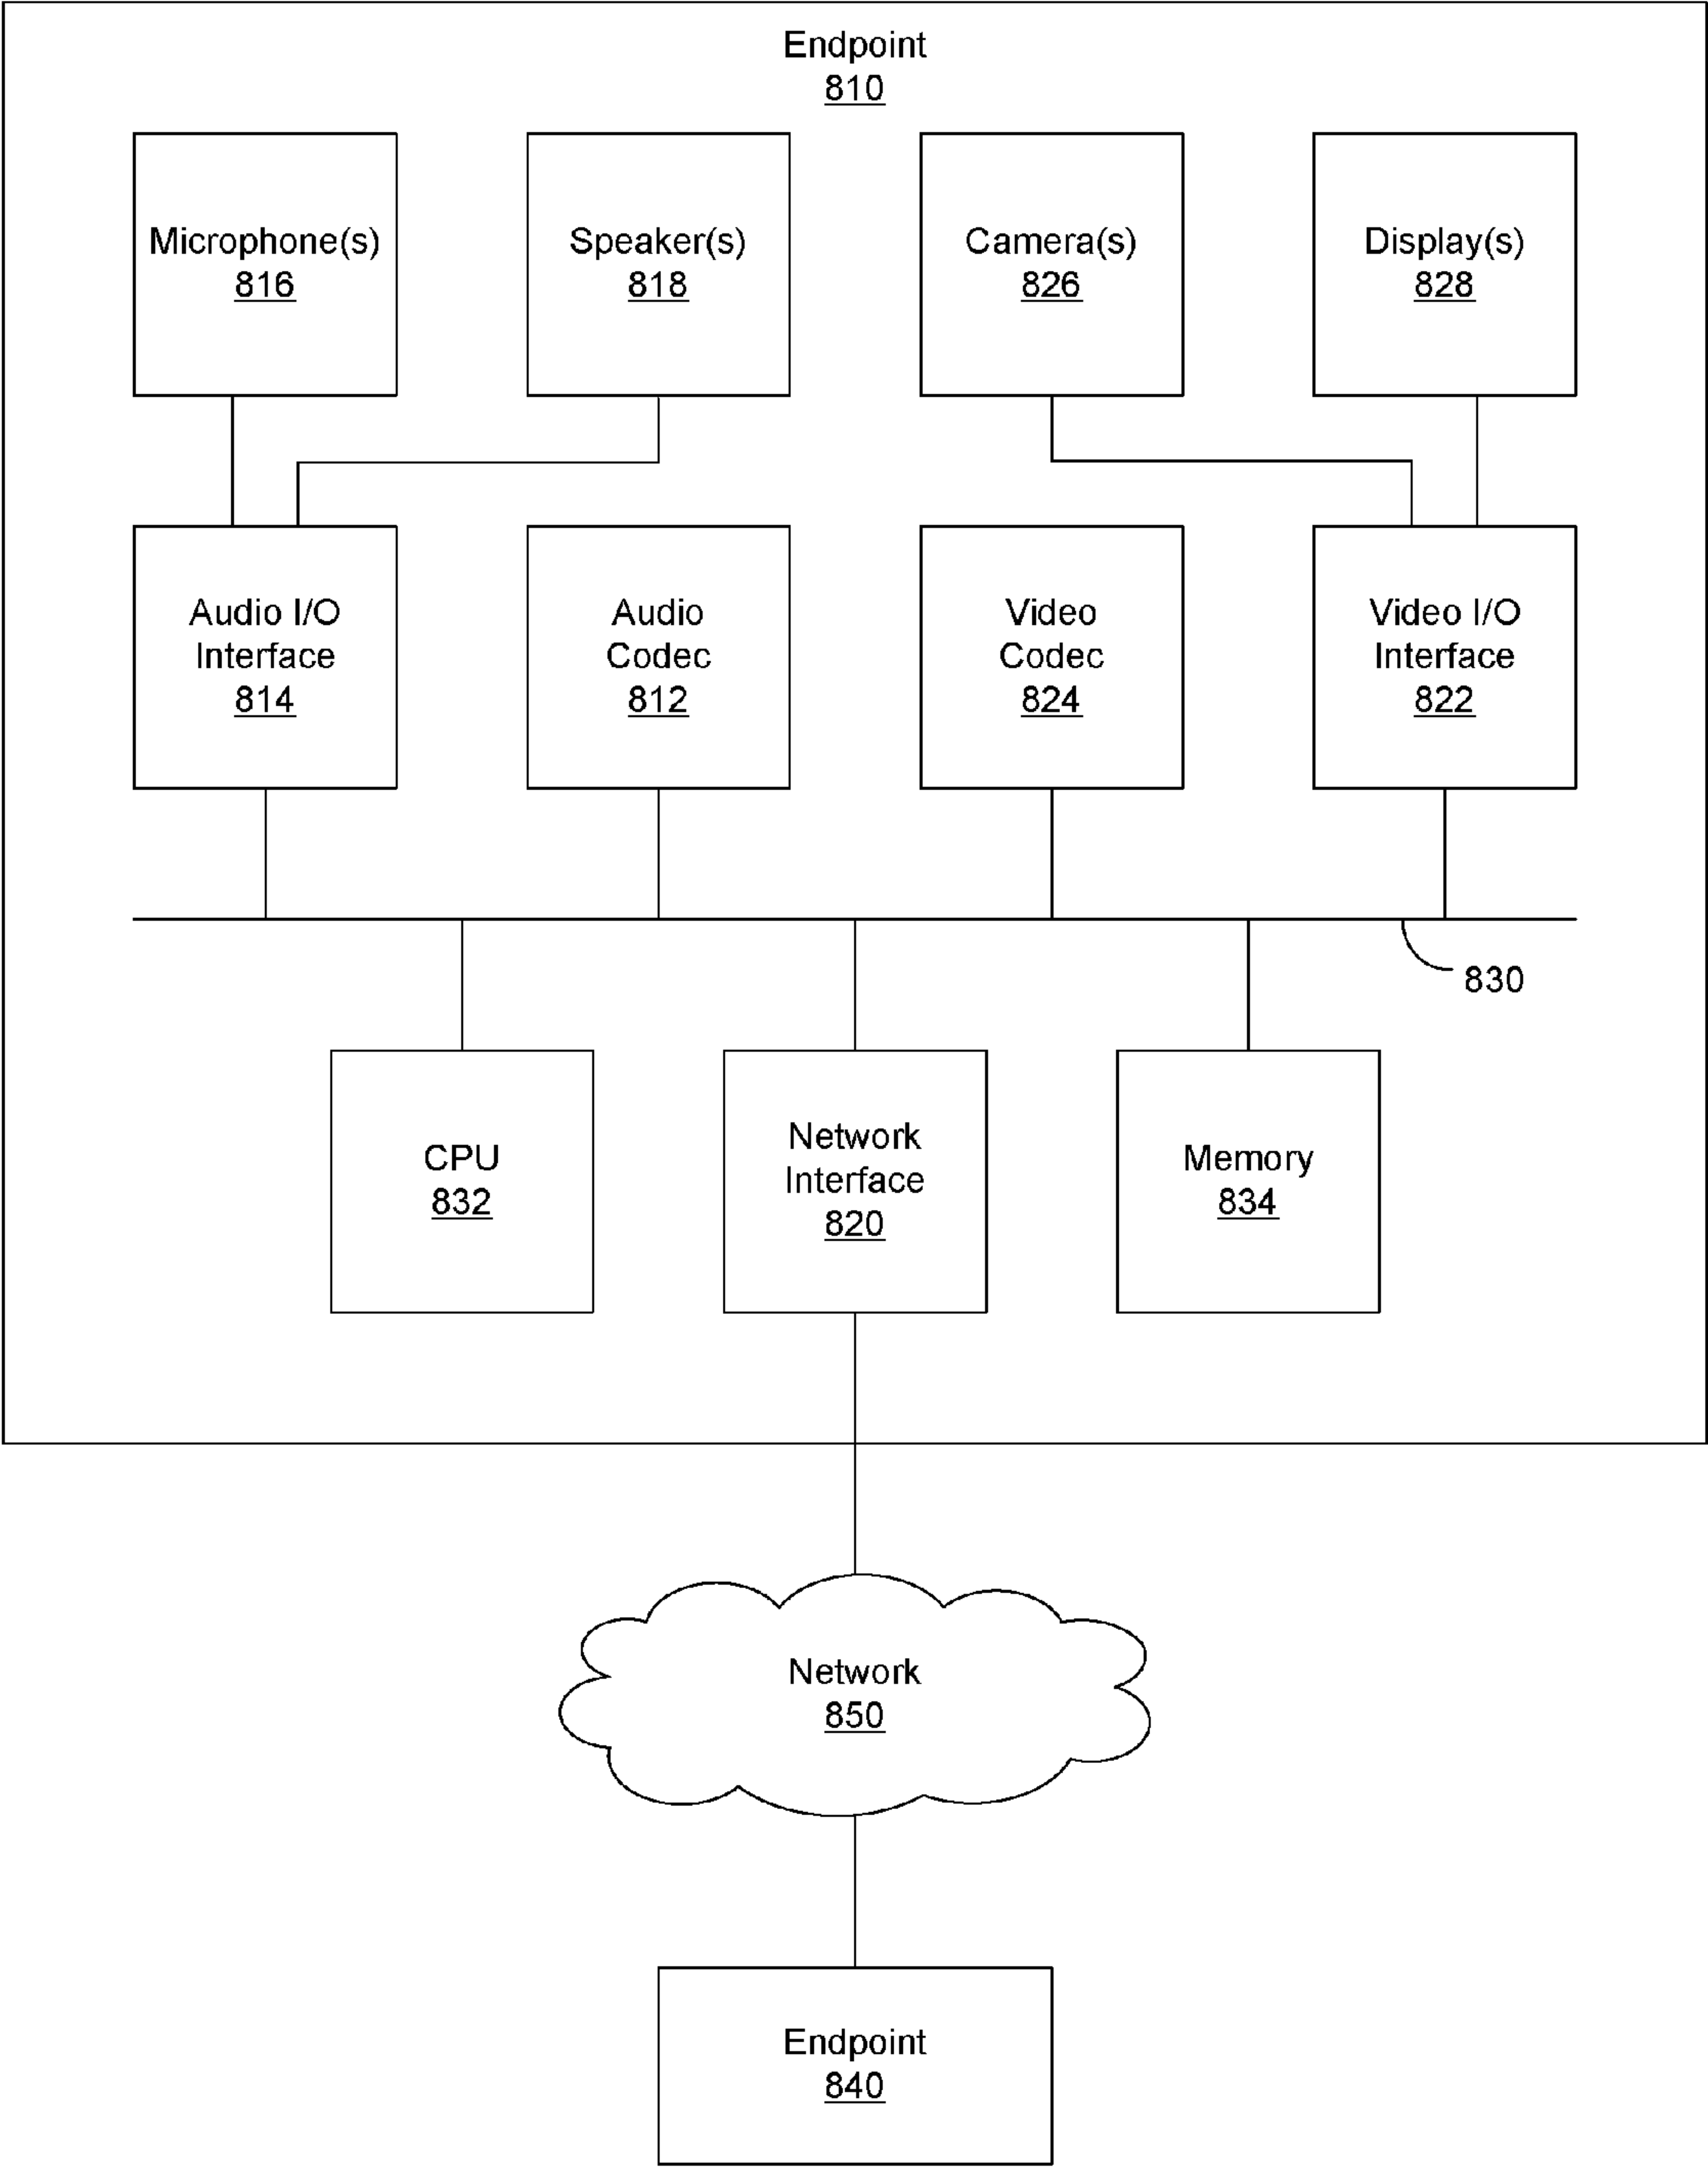 Endpoint
810
Microphone(s)
816
Speaker(s)
818
Camera(s)
826
Display(s)
828
Audio I/O
Interface
814
Audio
Codec
812
Video
Codec
824
Video I/O
Interface
822
830
CPU
832
Network
Interface
820
Memory
834
Network
850
Endpoint
840